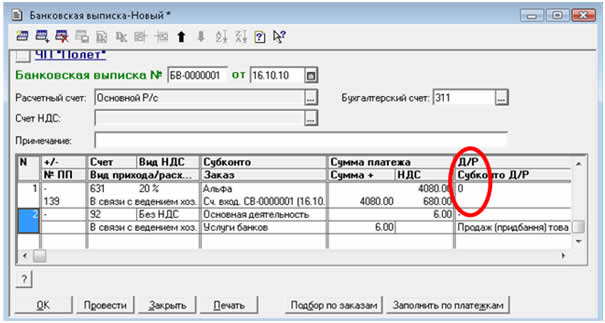 Банковская выписка-Новый *
ЧП "Полет"
Банковская выписка № БВ-0000001 от 16.10.10
Расчетный счет: Основной Р/с ... Бухгалтерский счет: 311 ...
Счет НДС: ...
Примечание:
N +/- Счет Вид НДС Субконто Сумма платежа Д/Р
№ ПП Вид прихода/расх... Заказ Сумма + НДС Субконто Д/Р
1 - 631 20 % Альфа 4080.00 0
139 В связи с ведением хоз. Сч. вход. СВ-0000001 (16.10. 4080.00 680.00
2 - 92 Без НДС Основная деятельность 6.00 -
В связи с ведением хоз. Услуги банков 6.00 Продаж (придбання) това
?
OK Провести Закрыть Печать Подбор по заказам Заполнить по платежкам